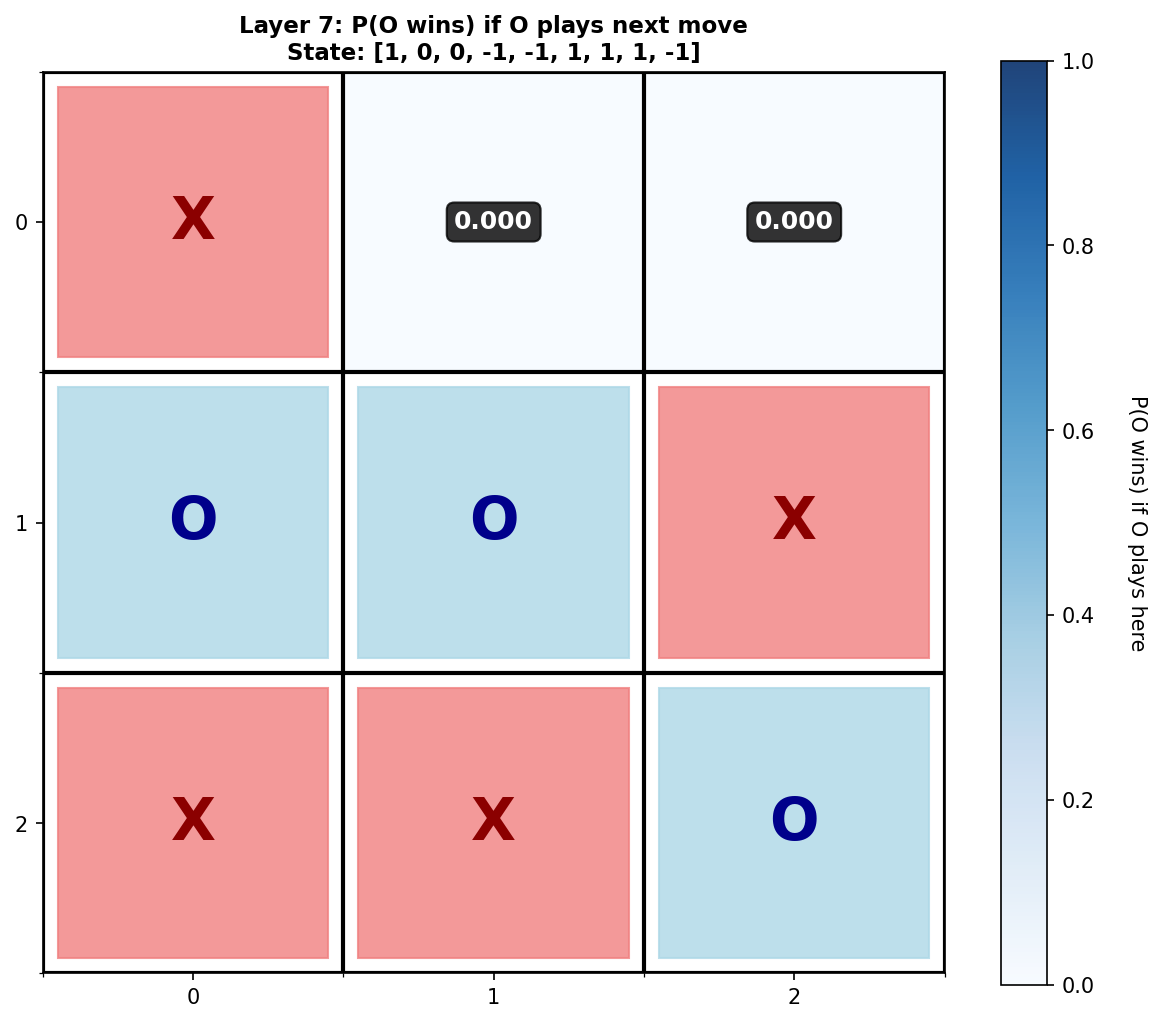 Layer 7: P(O wins) if O plays next move
State: [1, 0, 0, -1, -1, 1, 1, 1, -1]
0
X
0.000
0.000
1
O
O
X
2
X
X
O
0
1
2
1.0
0.8
0.6
0.4
0.2
0.0
P(O wins) if O plays here